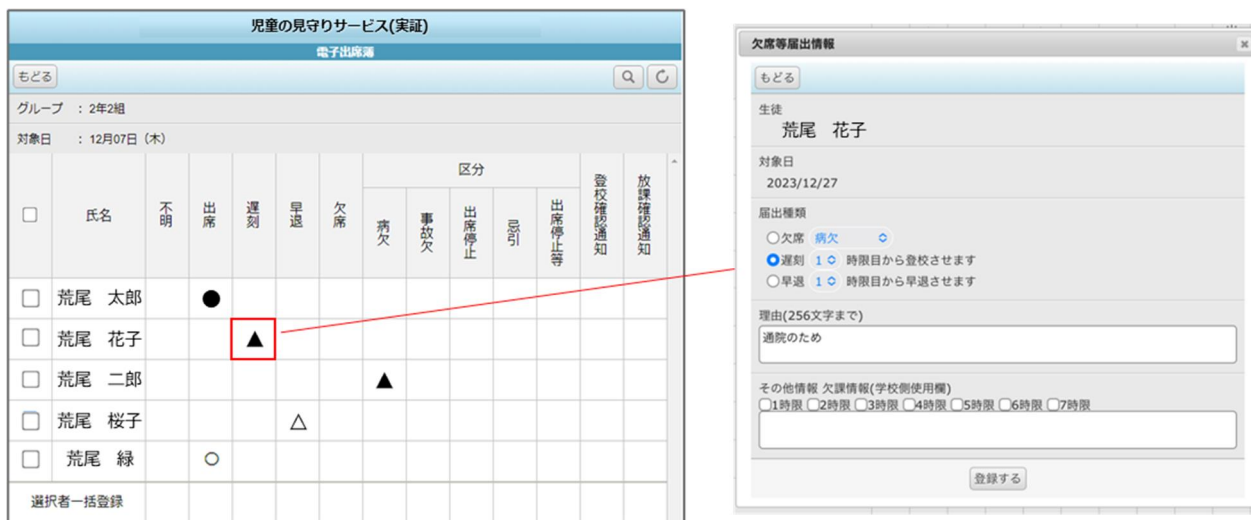 児童の見守りサービス(実証)
電子出席簿
もどる
グループ : 2年2組
対象日 : 12月07日 (木)
氏名
不明
出席
遅刻
早退
欠席
区分
病欠
事故欠
出席停止
忌引
出席停止等
登校確認通知
放課確認通知
荒尾 太郎 ●
荒尾 花子 ▲
荒尾 二郎 ▲
荒尾 桜子 △
荒尾 緑 ○
選択者一括登録
欠席等届出情報
もどる
生徒
荒尾 花子
対象日
2023/12/27
届出種類
欠席 病欠
遅刻 1 時限目から登校させます
早退 1 時限目から早退させます
理由(256文字まで)
通院のため
その他情報 欠課情報(学校側使用欄)
1時限 2時限 3時限 4時限 5時限 6時限 7時限
登録する